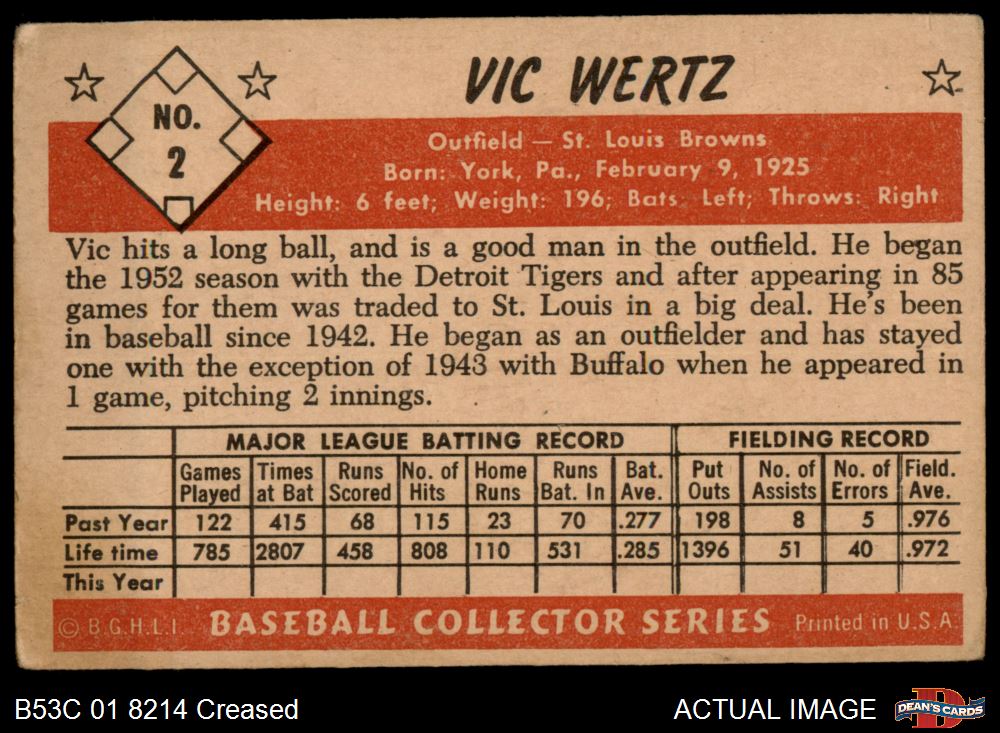 NO.
2
VIC WERTZ
Outfield — St. Louis Browns
Born: York, Pa., February 9, 1925
Height: 6 feet; Weight: 196; Bats: Left; Throws: Right
Vic hits a long ball, and is a good man in the outfield. He began
the 1952 season with the Detroit Tigers and after appearing in 85
games for them was traded to St. Louis in a big deal. He's been
in baseball since 1942. He began as an outfielder and has stayed
one with the exception of 1943 with Buffalo when he appeared in
1 game, pitching 2 innings.
MAJOR LEAGUE BATTING RECORD FIELDING RECORD
Games Times Runs No. of Home Runs Bat. Put No. of No. of Field.
Played at Bat Scored Hits Runs Bat. In Ave. Outs Assists Errors Ave.
Past Year 122 415 68 115 23 70 .277 198 8 5 .976
Life time 785 2807 458 808 110 531 .285 1396 51 40 .972
This Year
© B.G.H.L.I. BASEBALL COLLECTOR SERIES Printed in U.S.A.
B53C 01 8214 Creased ACTUAL IMAGE DEAN'S CARDS